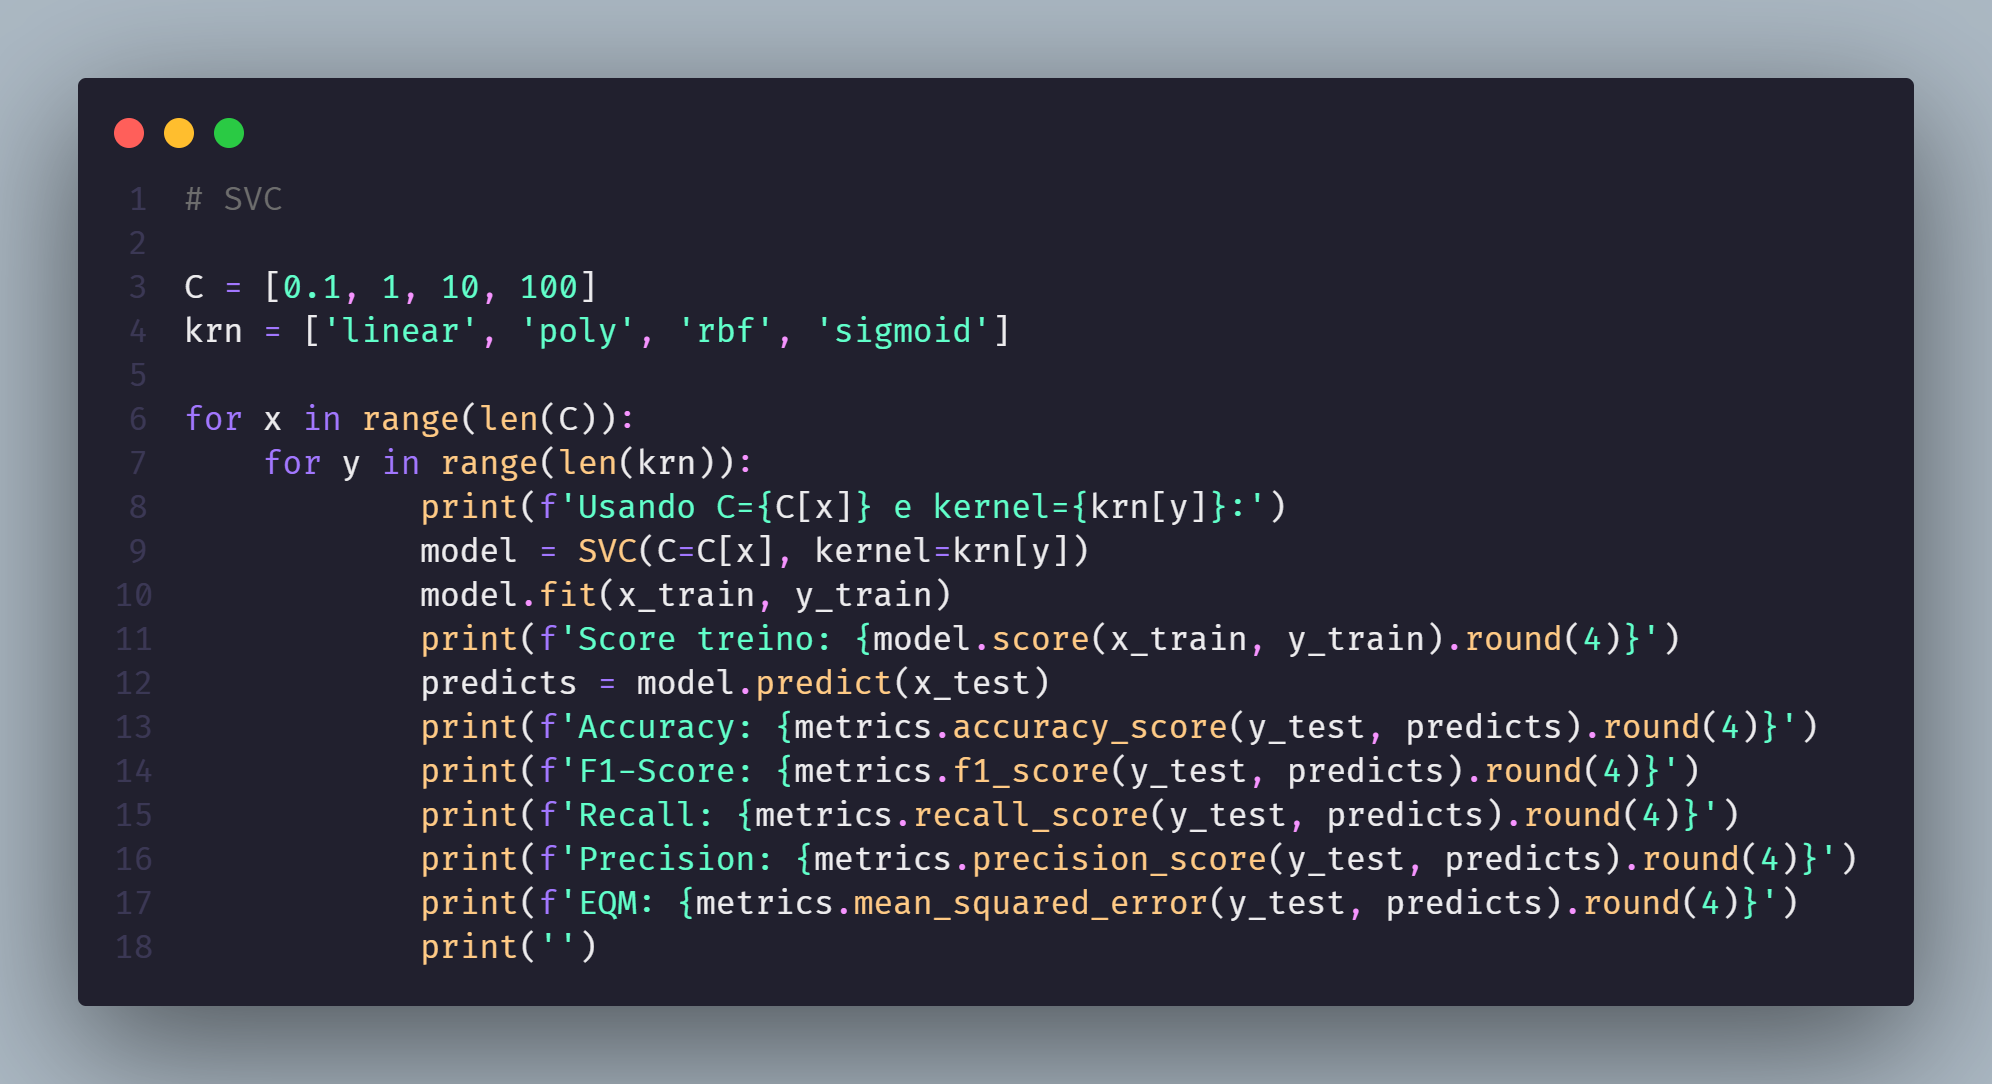 1 # SVC
2
3 C = [0.1, 1, 10, 100]
4 krn = ['linear', 'poly', 'rbf', 'sigmoid']
5
6 for x in range(len(C)):
7     for y in range(len(krn)):
8             print(f'Usando C={C[x]} e kernel={krn[y]}:')
9             model = SVC(C=C[x], kernel=krn[y])
10             model.fit(x_train, y_train)
11             print(f'Score treino: {model.score(x_train, y_train).round(4)}')
12             predicts = model.predict(x_test)
13             print(f'Accuracy: {metrics.accuracy_score(y_test, predicts).round(4)}')
14             print(f'F1-Score: {metrics.f1_score(y_test, predicts).round(4)}')
15             print(f'Recall: {metrics.recall_score(y_test, predicts).round(4)}')
16             print(f'Precision: {metrics.precision_score(y_test, predicts).round(4)}')
17             print(f'EQM: {metrics.mean_squared_error(y_test, predicts).round(4)}')
18             print('')